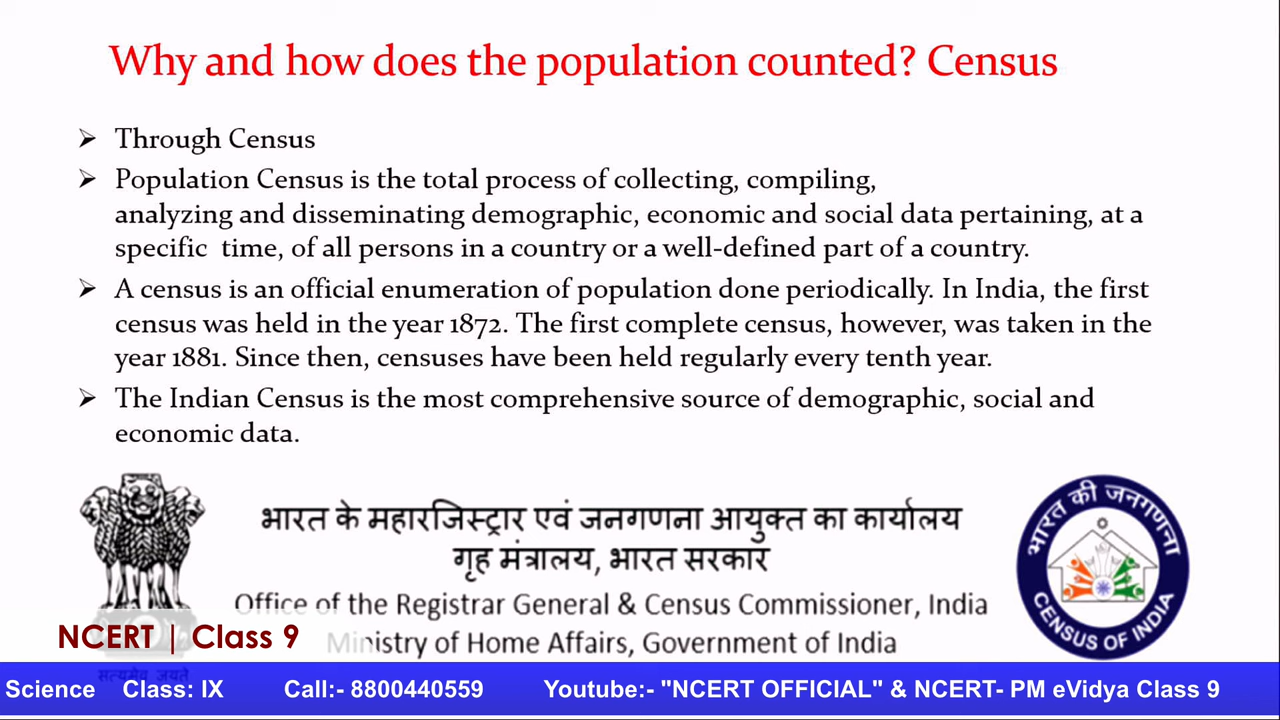 Why and how does the population counted? Census
➢ Through Census
➢ Population Census is the total process of collecting, compiling,
analyzing and disseminating demographic, economic and social data pertaining, at a
specific time, of all persons in a country or a well-defined part of a country.
➢ A census is an official enumeration of population done periodically. In India, the first
census was held in the year 1872. The first complete census, however, was taken in the
year 1881. Since then, censuses have been held regularly every tenth year.
➢ The Indian Census is the most comprehensive source of demographic, social and
economic data.
भारत के महारजिस्ट्रार एवं जनगणना आयुक्त का कार्यालय
गृह मंत्रालय, भारत सरकार
Office of the Registrar General & Census Commissioner, India
Ministry of Home Affairs, Government of India
भारत की जनगणना
CENSUS OF INDIA
NCERT | Class 9
सत्यमेव जयते
Science Class: IX Call:- 8800440559 Youtube:- "NCERT OFFICIAL" & NCERT- PM eVidya Class 9